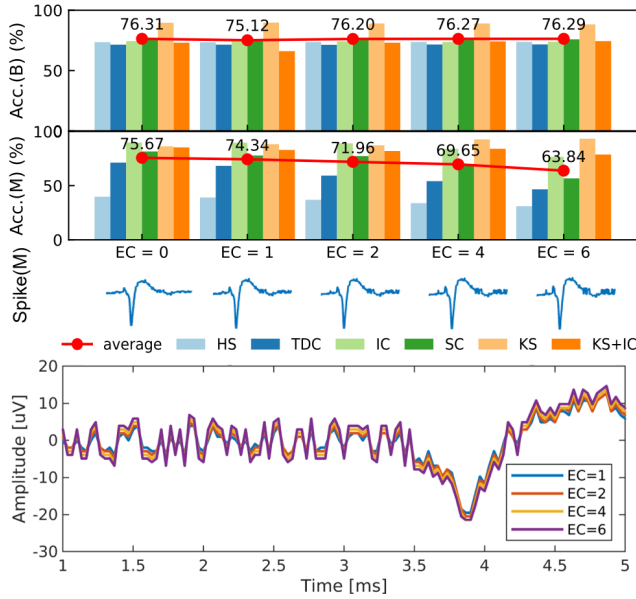 Acc.(B) (%)
100
50
0
76.31 75.12 76.20 76.27 76.29
Acc.(M) (%)
100
50
0
75.67 74.34 71.96 69.65 63.84
EC = 0 EC = 1 EC = 2 EC = 4 EC = 6
Spike(M)
average HS TDC IC SC KS KS+IC
Amplitude [uV]
20
10
0
-10
-20
-30
EC=1
EC=2
EC=4
EC=6
1 1.5 2 2.5 3 3.5 4 4.5 5
Time [ms]